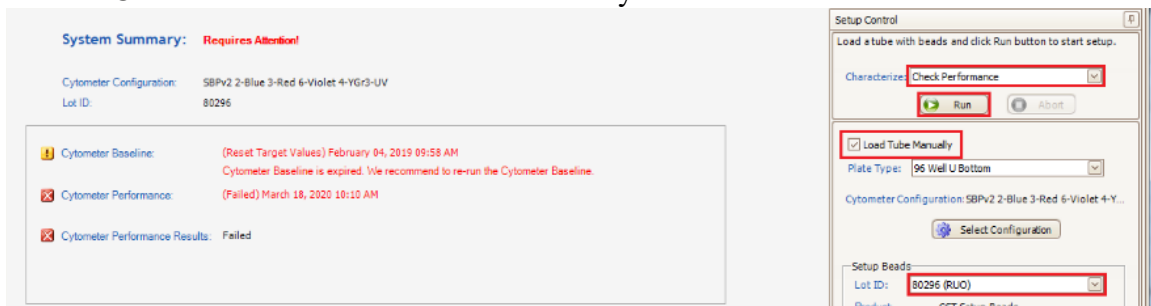 System Summary: Requires Attention!
Cytometer Configuration: SBPv2 2-Blue 3-Red 6-Violet 4-YGr3-UV
Lot ID: 80296
Cytometer Baseline: (Reset Target Values) February 04, 2019 09:58 AM
Cytometer Baseline is expired. We recommend to re-run the Cytometer Baseline.
Cytometer Performance: (Failed) March 18, 2020 10:10 AM
Cytometer Performance Results: Failed
Setup Control
Load a tube with beads and click Run button to start setup.
Characterize: Check Performance
Run Abort
Load Tube Manually
Plate Type: 96 Well U Bottom
Cytometer Configuration: SBPv2 2-Blue 3-Red 6-Violet 4-Y...
Select Configuration
Setup Beads
Lot ID: 80296 (RUO)